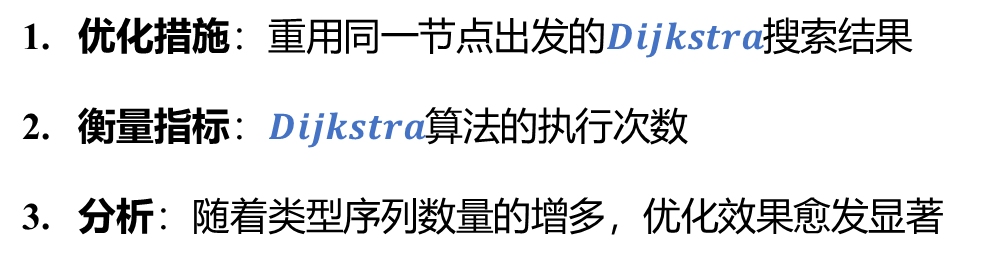 1. 优化措施：重用同一节点出发的Dijkstra搜索结果
2. 衡量指标：Dijkstra算法的执行次数
3. 分析：随着类型序列数量的增多，优化效果愈发显著